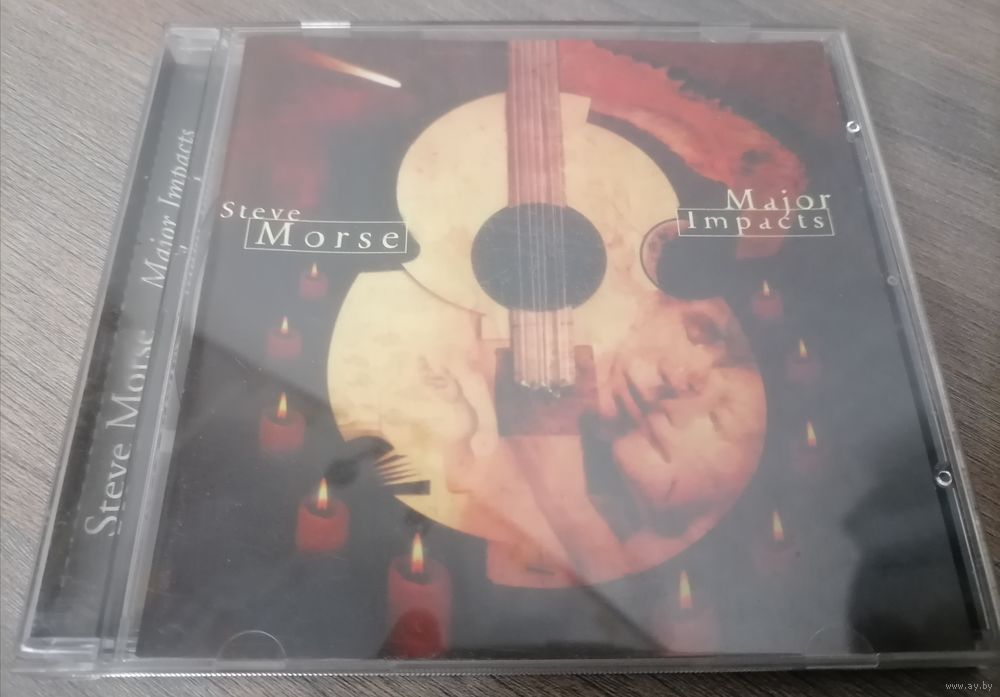 Steve Morse Major Impacts
Steve
Morse
Major
Impacts
www.ay.by